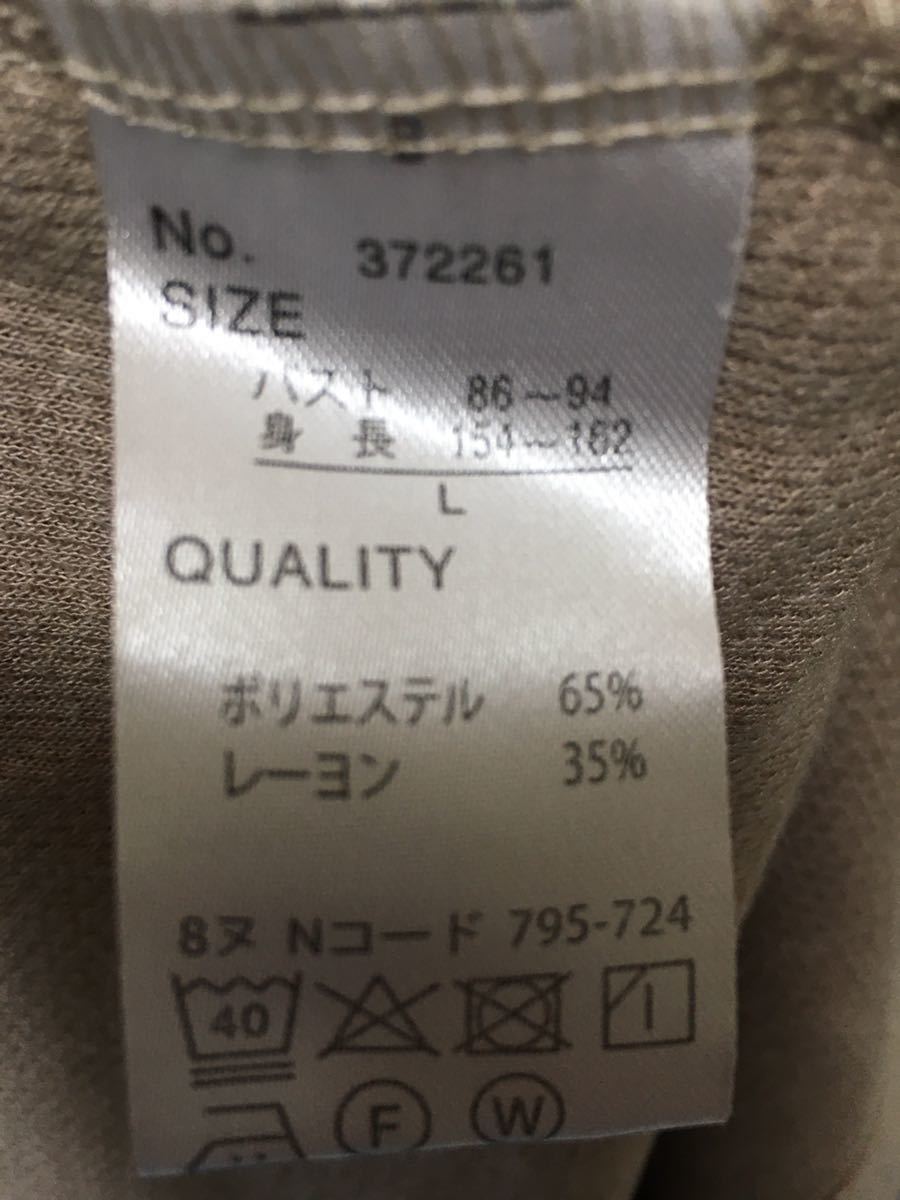 No. 372261
SIZE
バスト 86～94
身長 154～162
L
QUALITY
ポリエステル 65%
レーヨン 35%
8ヌ Nコード 795-724
40
F W